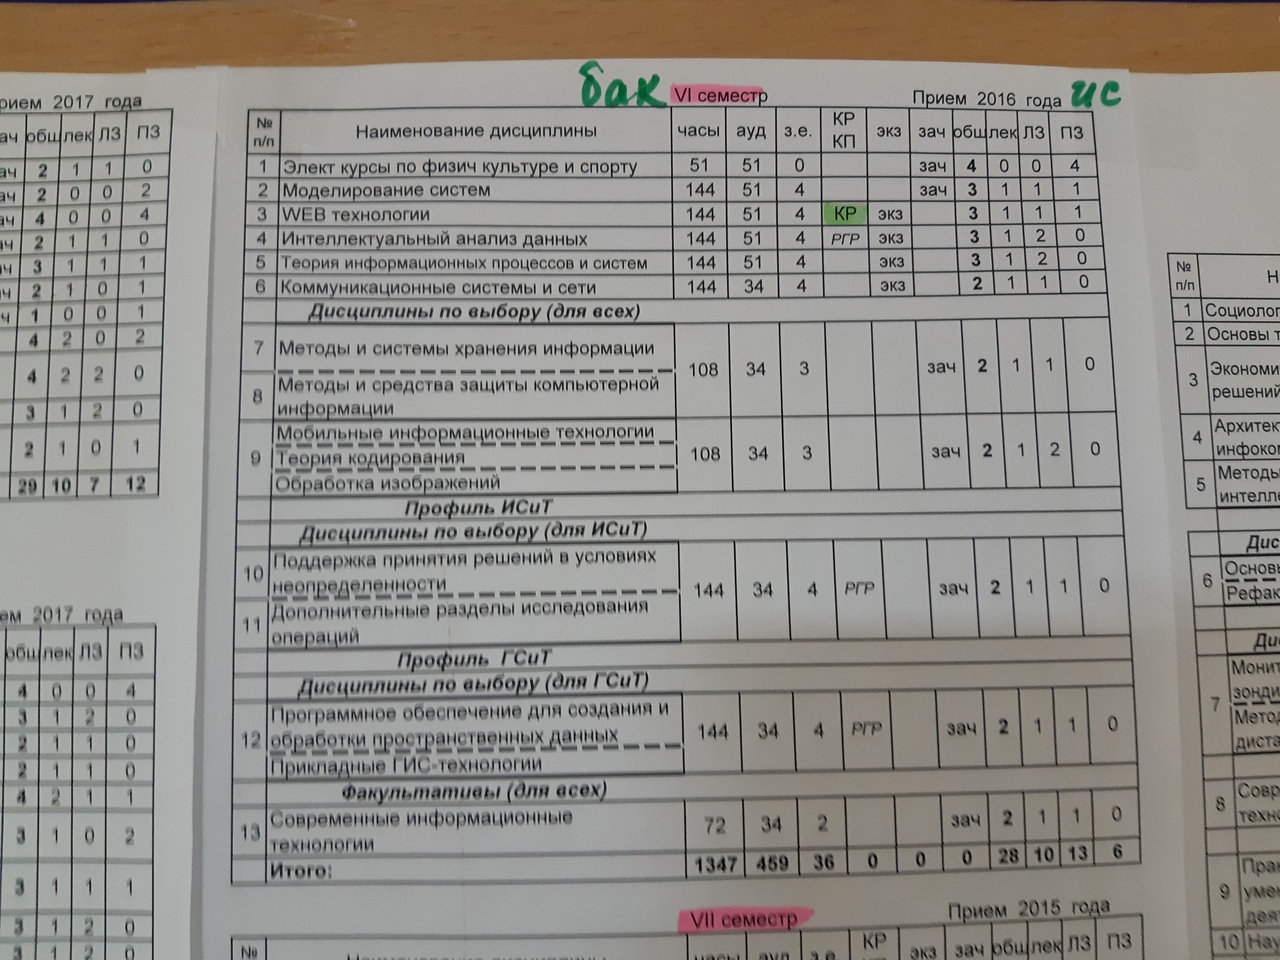 бак VI семестр Прием 2016 года ис
№ п/п Наименование дисциплины часы ауд з.е. КР КП экз зач общ лек ЛЗ ПЗ
1 Элект курсы по физич культуре и спорту 51 51 0 зач 4 0 0 4
2 Моделирование систем 144 51 4 зач 3 1 1 1
3 WEB технологии 144 51 4 КР экз 3 1 1 1
4 Интеллектуальный анализ данных 144 51 4 РГР экз 3 1 2 0
5 Теория информационных процессов и систем 144 51 4 экз 3 1 2 0
6 Коммуникационные системы и сети 144 34 4 экз 2 1 1 0
Дисциплины по выбору (для всех)
7 Методы и системы хранения информации
108 34 3 зач 2 1 1 0
8 Методы и средства защиты компьютерной
информации
Мобильные информационные технологии
9 Теория кодирования 108 34 3 зач 2 1 2 0
Обработка изображений
Профиль ИСиТ
Дисциплины по выбору (для ИСиТ)
10 Поддержка принятия решений в условиях
неопределенности
144 34 4 РГР зач 2 1 1 0
11 Дополнительные разделы исследования
операций
Профиль ГСиТ
Дисциплины по выбору (для ГСиТ)
12 Программное обеспечение для создания и
обработки пространственных данных 144 34 4 РГР зач 2 1 1 0
Прикладные ГИС-технологии
Факультативы (для всех)
13 Современные информационные
технологии 72 34 2 зач 2 1 1 0
Итого: 1347 459 36 0 0 0 28 10 13 6
VII семестр Прием 2015 года
№ КР экз зач общ лек ЛЗ ПЗ
2017 года
общ лек ЛЗ ПЗ
2 1 1 0
2 0 0 2
4 0 0 4
2 1 1 0
3 1 1 1
2 1 0 1
1 0 0 1
4 2 0 2
4 2 2 0
3 1 2 0
2 1 0 1
29 10 7 12
2017 года
общ лек ЛЗ ПЗ
4 0 0 4
3 1 2 0
2 1 1 0
2 1 1 0
4 2 1 1
3 1 0 2
3 1 1 1
3 1 2 0
3 1 2 0
№ п/п
1 Социолог
2 Основы т
3 Экономи
решений
4 Архитект
инфоко
5 Методы
интелле
Дис
6 Основы
Рефак
Ди
7 Монит
зонди
Метод
диста
8 Совр
техно
9 Прак
умен
деят
10 Нау